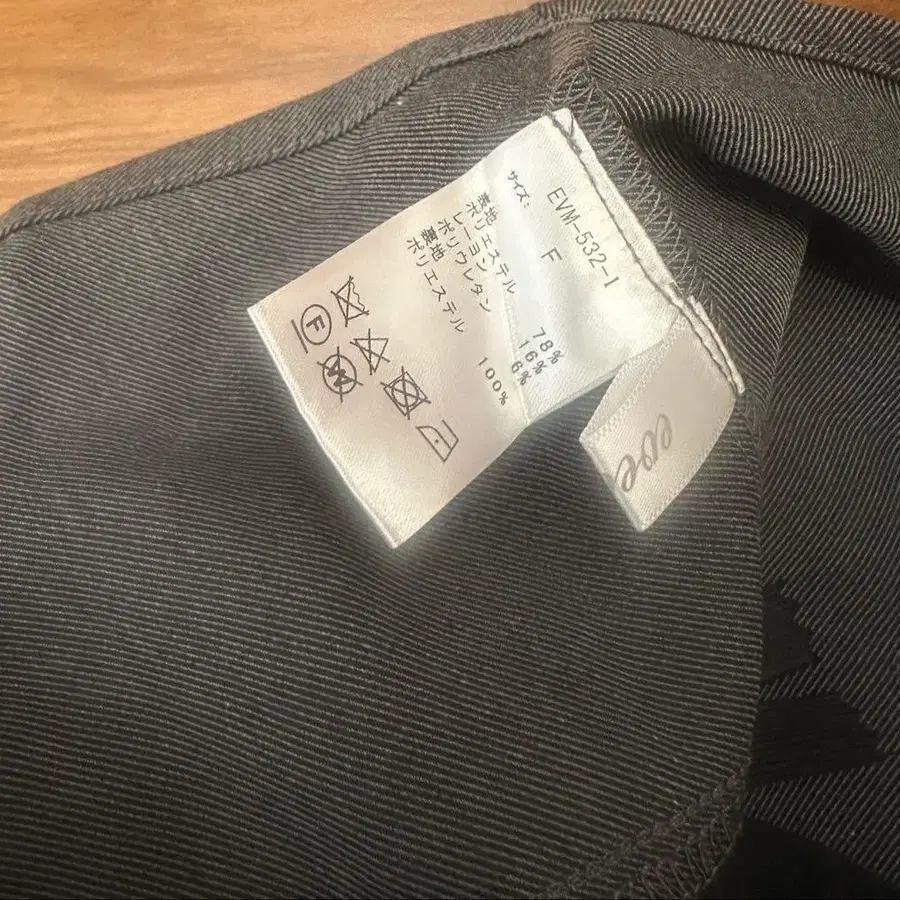 EVM-532-1
サイズ: F
表地
ポリエステル 78%
レーヨン 16%
ポリウレタン 6%
裏地
ポリエステル 100%
F
W
eve